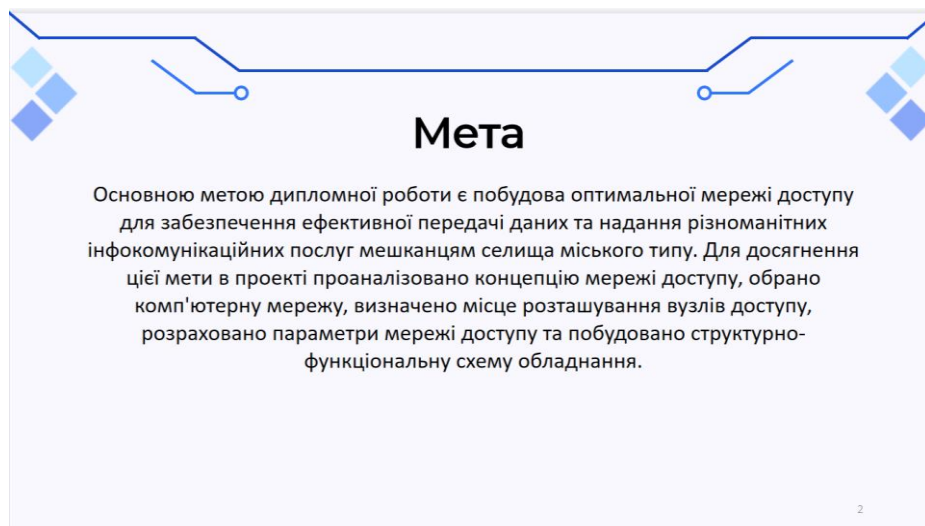 Мета
Основною метою дипломної роботи є побудова оптимальної мережі доступу
для забезпечення ефективної передачі даних та надання різноманітних
інфокомунікаційних послуг мешканцям селища міського типу. Для досягнення
цієї мети в проекті проаналізовано концепцію мережі доступу, обрано
комп'ютерну мережу, визначено місце розташування вузлів доступу,
розраховано параметри мережі доступу та побудовано структурно-
функціональну схему обладнання.
2